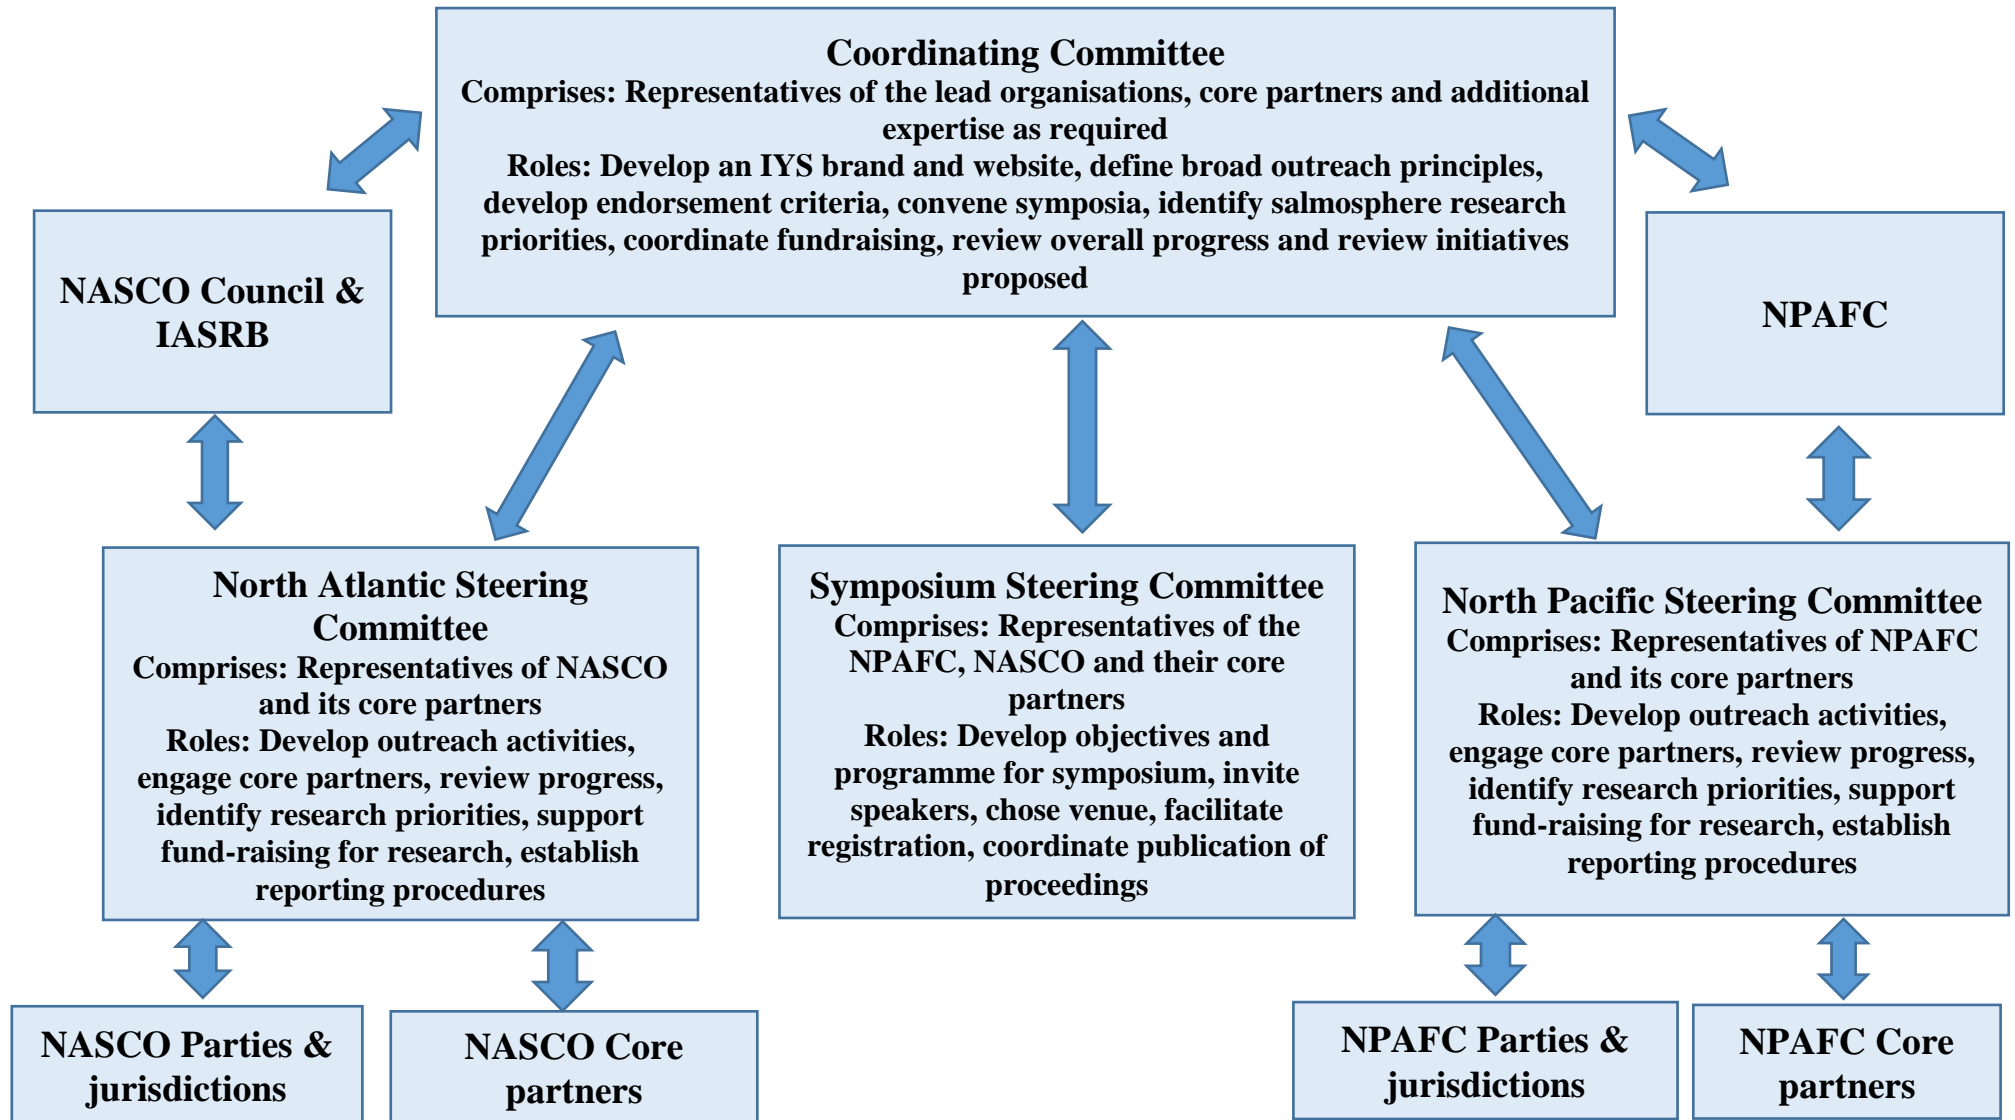 Coordinating Committee
Comprises: Representatives of the lead organisations, core partners and additional
expertise as required
Roles: Develop an IYS brand and website, define broad outreach principles,
develop endorsement criteria, convene symposia, identify salmosphere research
priorities, coordinate fundraising, review overall progress and review initiatives
proposed
NASCO Council &
IASRB
NPAFC
North Atlantic Steering
Committee
Comprises: Representatives of NASCO
and its core partners
Roles: Develop outreach activities,
engage core partners, review progress,
identify research priorities, support
fund-raising for research, establish
reporting procedures
Symposium Steering Committee
Comprises: Representatives of the
NPAFC, NASCO and their core
partners
Roles: Develop objectives and
programme for symposium, invite
speakers, chose venue, facilitate
registration, coordinate publication of
proceedings
North Pacific Steering Committee
Comprises: Representatives of NPAFC
and its core partners
Roles: Develop outreach activities,
engage core partners, review progress,
identify research priorities, support
fund-raising for research, establish
reporting procedures
NASCO Parties &
jurisdictions
NASCO Core
partners
NPAFC Parties &
jurisdictions
NPAFC Core
partners